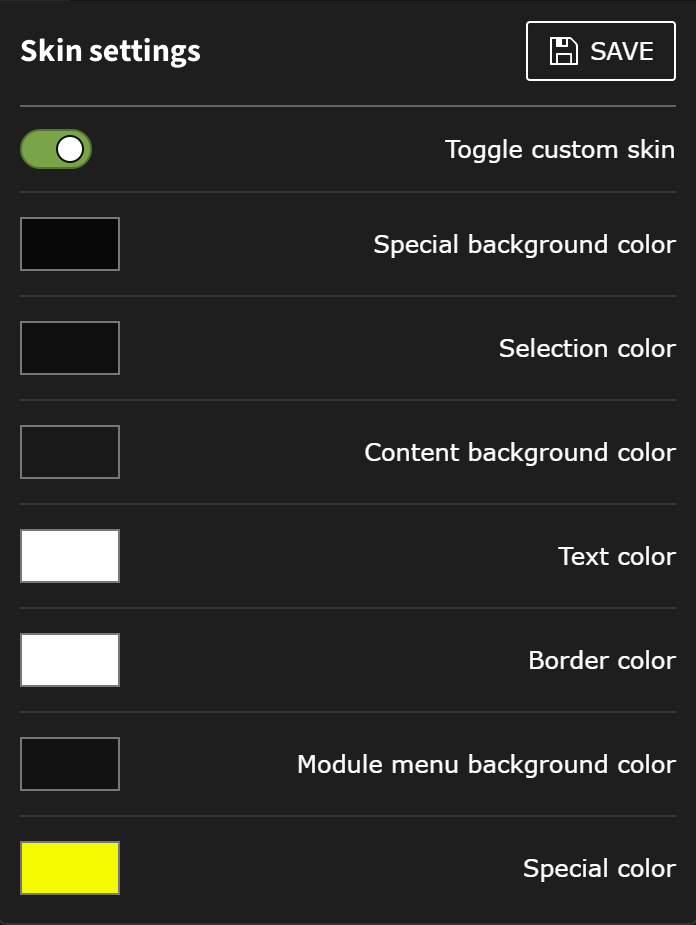 Skin settings
SAVE
Toggle custom skin
Special background color
Selection color
Content background color
Text color
Border color
Module menu background color
Special color